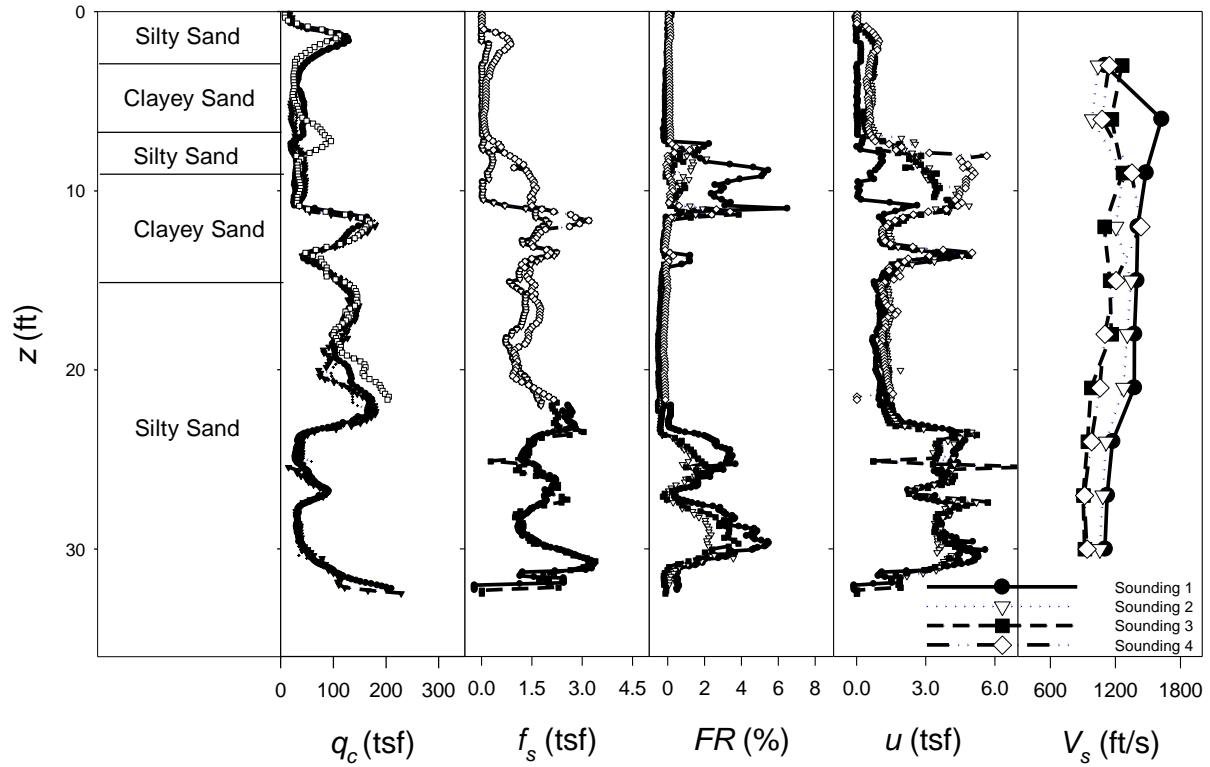 0
10
20
30
z (ft)
Silty Sand
Clayey Sand
Silty Sand
Clayey Sand
Silty Sand
0 100 200 300
0.0 1.5 3.0 4.5
0 2 4 6 8
0.0 3.0 6.0
600 1200 1800
Sounding 1
Sounding 2
Sounding 3
Sounding 4
qc (tsf)
fs (tsf)
FR (%)
u (tsf)
Vs (ft/s)